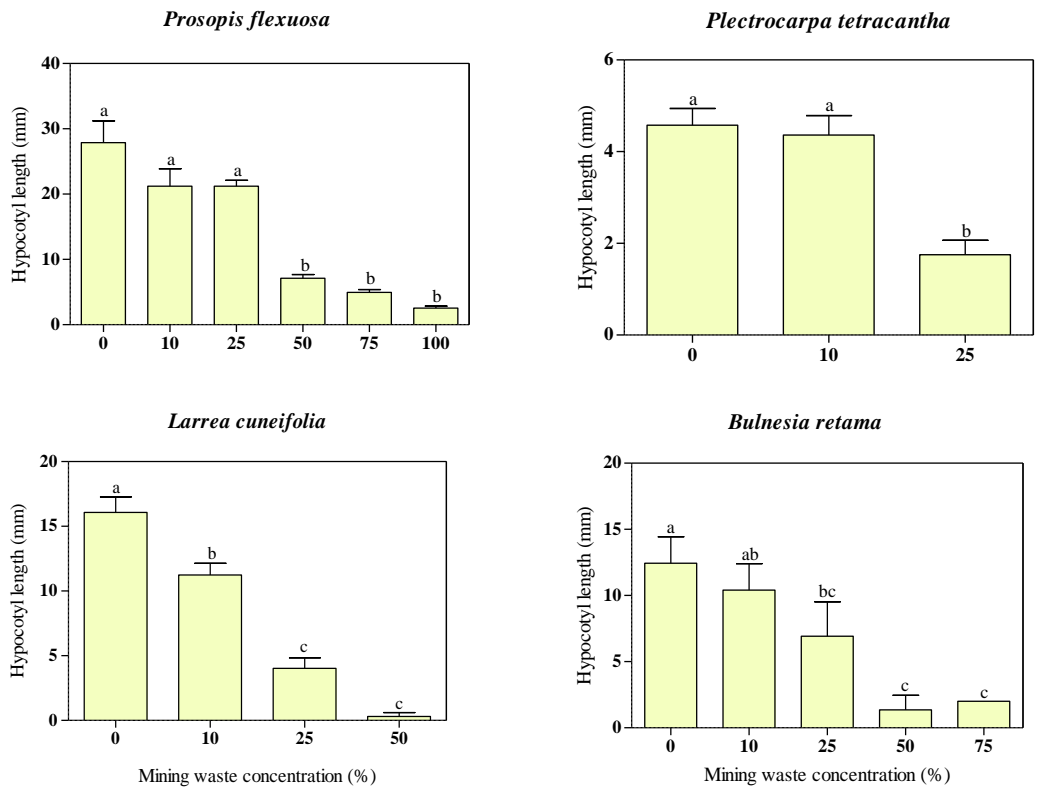 Prosopis flexuosa
Hypocotyl length (mm)
40
30
20
10
0
a
a
a
b
b
b
0 10 25 50 75 100
Plectrocarpa tetracantha
Hypocotyl length (mm)
6
4
2
0
a
a
b
0 10 25
Larrea cuneifolia
Hypocotyl length (mm)
20
15
10
5
0
a
b
c
c
0 10 25 50
Mining waste concentration (%)
Bulnesia retama
Hypocotyl length (mm)
20
15
10
5
0
a
ab
bc
c
c
0 10 25 50 75
Mining waste concentration (%)